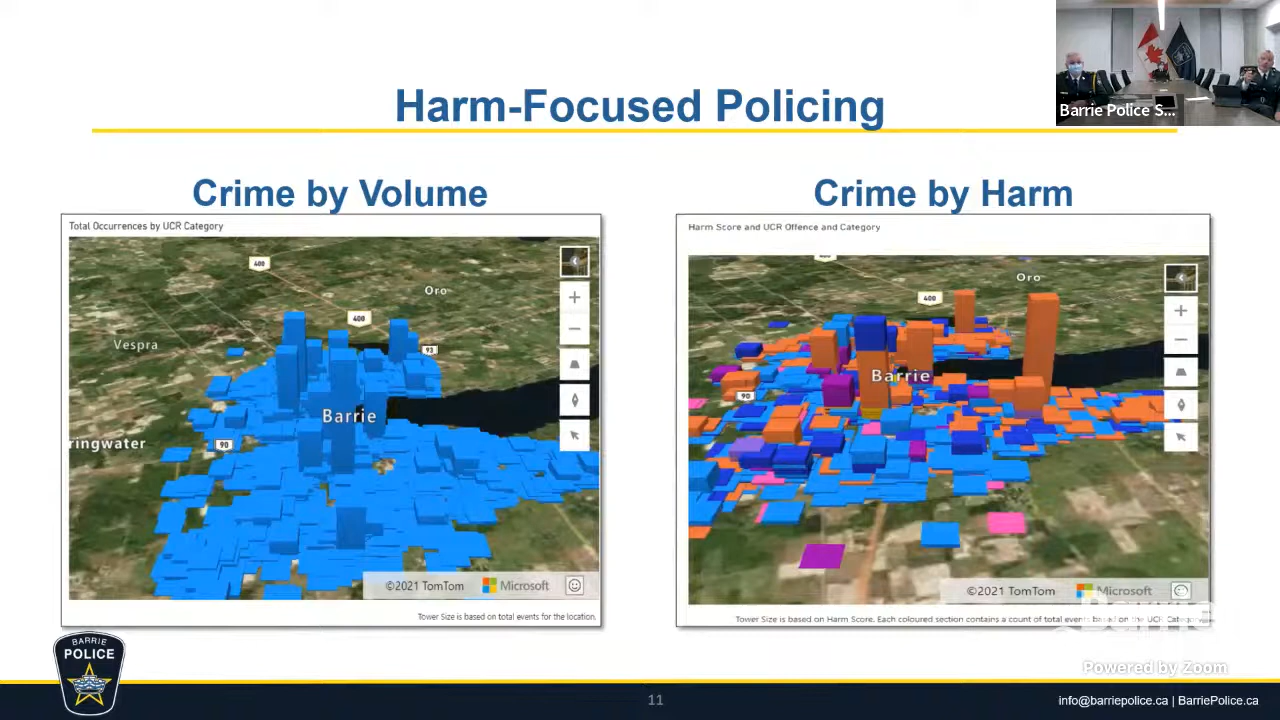 Barrie Police S...
Harm-Focused Policing
Crime by Volume
Total Occurrences by UCR Category
400
Oro
400
Vespra
93
Barrie
ringwater
90
©2021 TomTom
Microsoft
Tower Size is based on total events for the location.
Crime by Harm
Harm Score and UCR Offence and Category
400
Oro
400
Barrie
90
©2021 TomTom
Microsoft
Tower Size is based on Harm Score. Each coloured section contains a count of total events based on the UCR Category
Barrie
Powered by Zoom
BARRIE
POLICE
11
info@barriepolice.ca | BarriePolice.ca